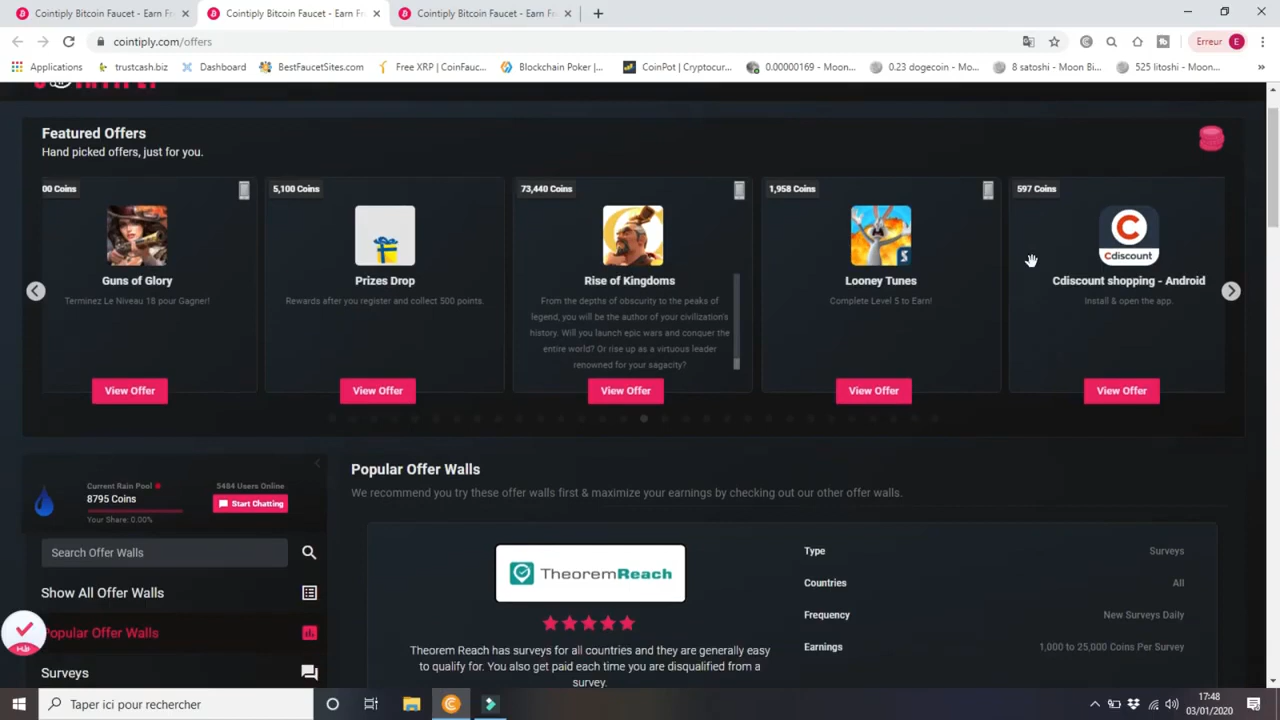 Cointiply Bitcoin Faucet - Earn Fr
Cointiply Bitcoin Faucet - Earn Fr
Cointiply Bitcoin Faucet - Earn Fr
cointiply.com/offers
Erreur E
Applications
trustcash.biz
Dashboard
BestFaucetSites.com
Free XRP | CoinFauc...
Blockchain Poker |...
CoinPot | Cryptocur...
0.00000169 - Moon...
0.23 dogecoin - Mo...
8 satoshi - Moon Bi...
525 litoshi - Moon...
Featured Offers
Hand picked offers, just for you.
00 Coins
5,100 Coins
73,440 Coins
1,958 Coins
597 Coins
Cdiscount
Guns of Glory
Prizes Drop
Rise of Kingdoms
Looney Tunes
Cdiscount shopping - Android
Terminez Le Niveau 18 pour Gagner!
Rewards after you register and collect 500 points.
From the depths of obscurity to the peaks of
legend, you will be the author of your civilization's
history. Will you launch epic wars and conquer the
entire world? Or rise up as a virtuous leader
renowned for your sagacity?
Complete Level 5 to Earn!
Install & open the app.
View Offer
View Offer
View Offer
View Offer
View Offer
Current Rain Pool
8795 Coins
Your Share: 0.00%
5484 Users Online
Start Chatting
Search Offer Walls
Show All Offer Walls
Popular Offer Walls
Surveys
Popular Offer Walls
We recommend you try these offer walls first & maximize your earnings by checking out our other offer walls.
TheoremReach
Theorem Reach has surveys for all countries and they are generally easy
to qualify for. You also get paid each time you are disqualified from a
survey.
Type
Surveys
Countries
All
Frequency
New Surveys Daily
Earnings
1,000 to 25,000 Coins Per Survey
Taper ici pour rechercher
17:48
03/01/2020